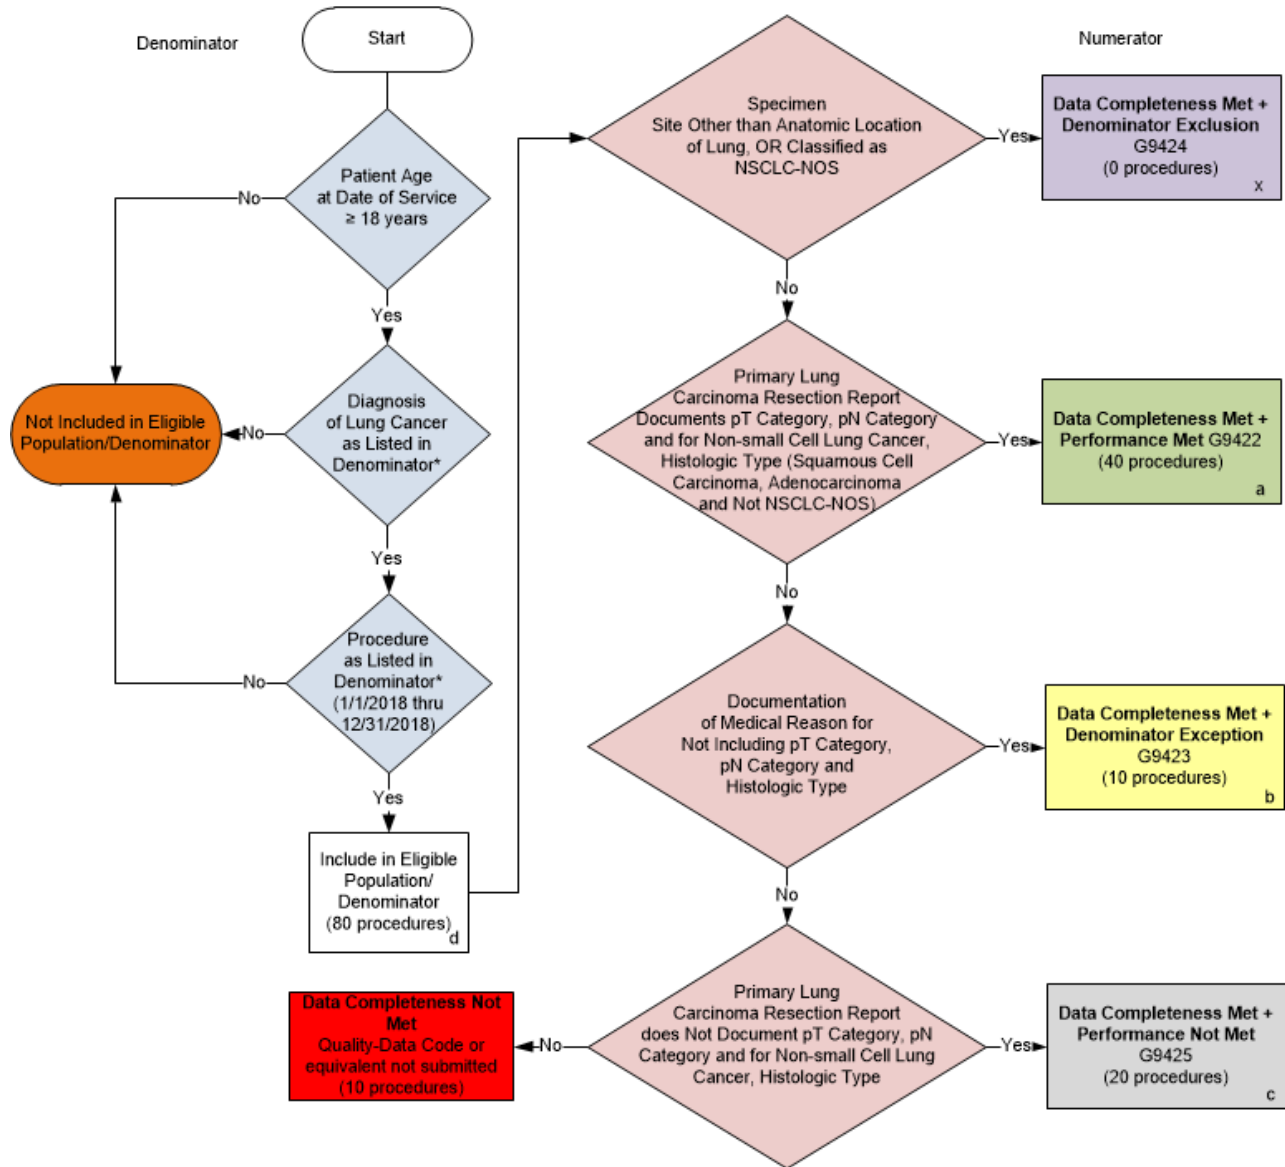 Denominator
Start
Numerator
Patient Age
at Date of Service
≥ 18 years
No
Yes
Diagnosis
of Lung Cancer
as Listed in
Denominator*
No
Not Included in Eligible
Population/Denominator
Yes
Procedure
as Listed in
Denominator*
(1/1/2018 thru
12/31/2018)
No
Yes
Include in Eligible
Population/
Denominator
(80 procedures)
d
Specimen
Site Other than Anatomic Location
of Lung, OR Classified as
NSCLC-NOS
Yes
Data Completeness Met +
Denominator Exclusion
G9424
(0 procedures)
x
No
Primary Lung
Carcinoma Resection Report
Documents pT Category, pN Category
and for Non-small Cell Lung Cancer,
Histologic Type (Squamous Cell
Carcinoma, Adenocarcinoma
and Not NSCLC-NOS)
Yes
Data Completeness Met +
Performance Met G9422
(40 procedures)
a
No
Documentation
of Medical Reason for
Not Including pT Category,
pN Category and
Histologic Type
Yes
Data Completeness Met +
Denominator Exception
G9423
(10 procedures)
b
No
Primary Lung
Carcinoma Resection Report
does Not Document pT Category, pN
Category and for Non-small Cell Lung
Cancer, Histologic Type
Yes
Data Completeness Met +
Performance Not Met
G9425
(20 procedures)
c
No
Data Completeness Not
Met
Quality-Data Code or
equivalent not submitted
(10 procedures)